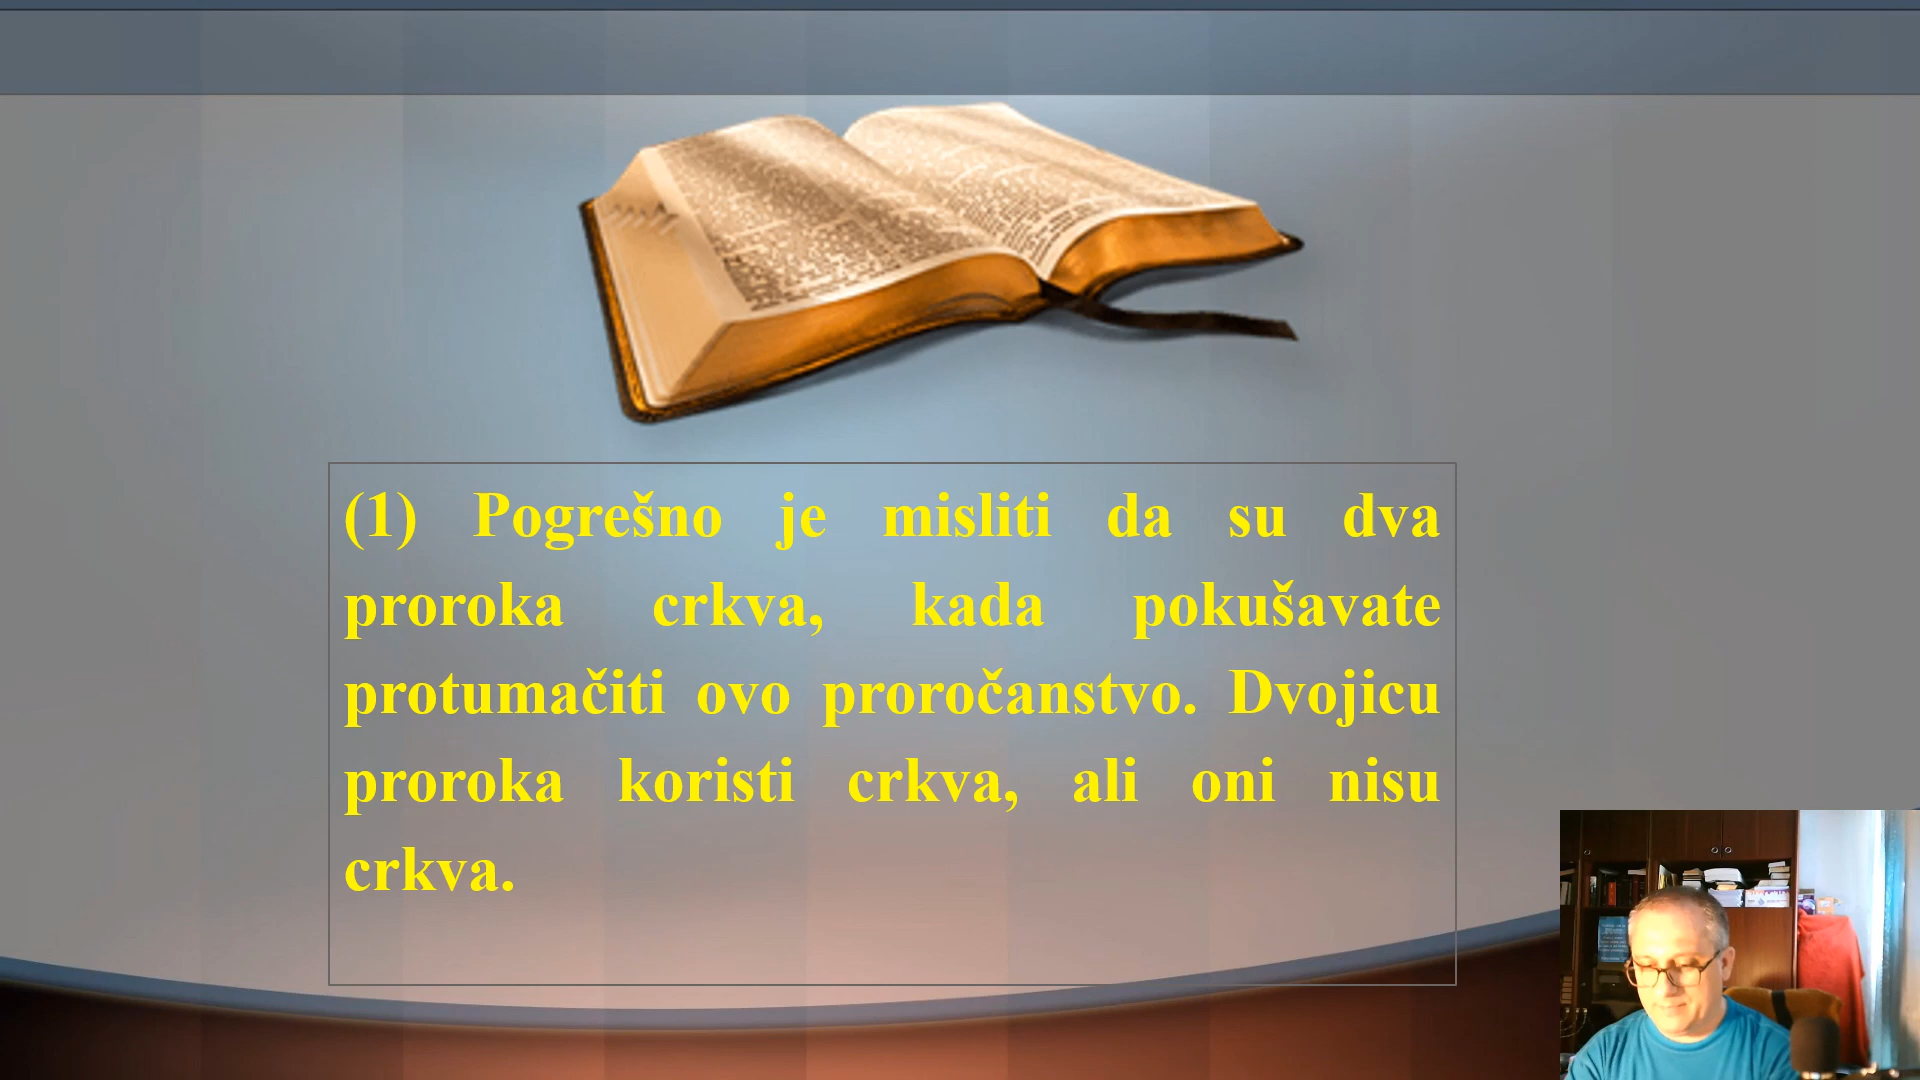 (1) Pogrešno je misliti da su dva
proroka crkva, kada pokušavate
protumačiti ovo proročanstvo. Dvojicu
proroka koristi crkva, ali oni nisu
crkva.